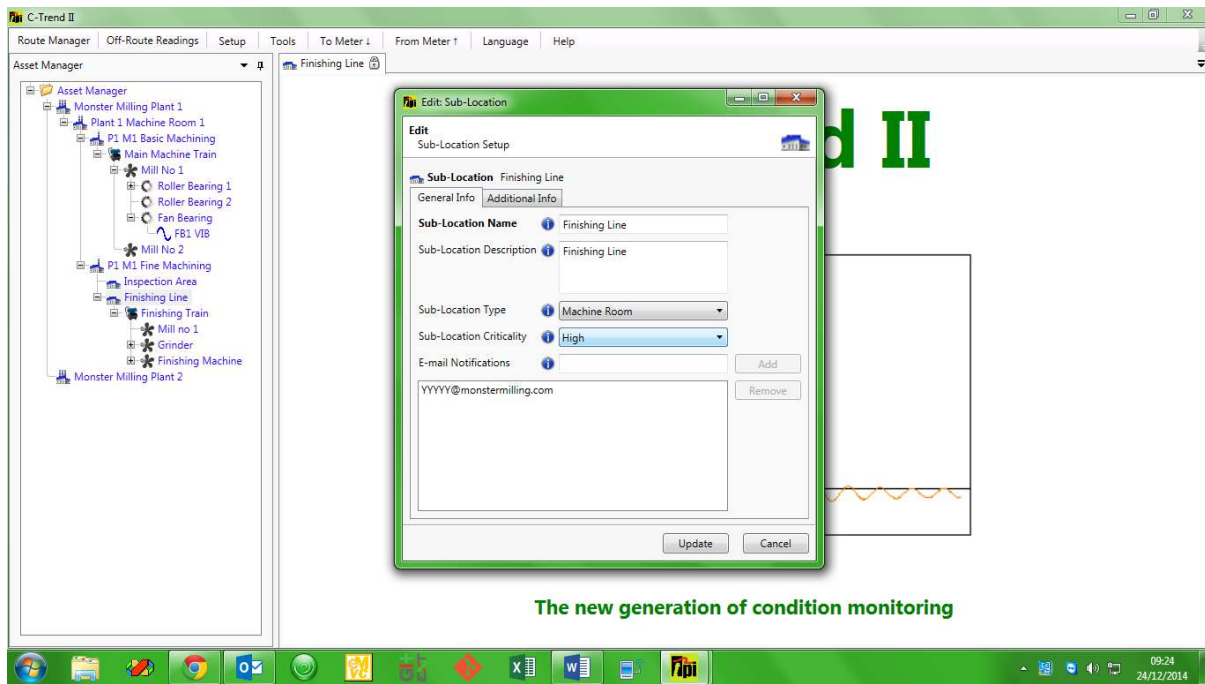 C-Trend II
Route Manager Off-Route Readings Setup Tools To Meter ↓ From Meter ↑ Language Help
Asset Manager
Finishing Line
Asset Manager
Monster Milling Plant 1
Plant 1 Machine Room 1
P1 M1 Basic Machining
Main Machine Train
Mill No 1
Roller Bearing 1
Roller Bearing 2
Fan Bearing
FB1 VIB
Mill No 2
P1 M1 Fine Machining
Inspection Area
Finishing Line
Finishing Train
Mill no 1
Grinder
Finishing Machine
Monster Milling Plant 2
d II
Edit: Sub-Location
Edit
Sub-Location Setup
Sub-Location Finishing Line
General Info Additional Info
Sub-Location Name Finishing Line
Sub-Location Description Finishing Line
Sub-Location Type Machine Room
Sub-Location Criticality High
E-mail Notifications Add
YYYYY@monstermilling.com Remove
Update Cancel
The new generation of condition monitoring
09:24
24/12/2014